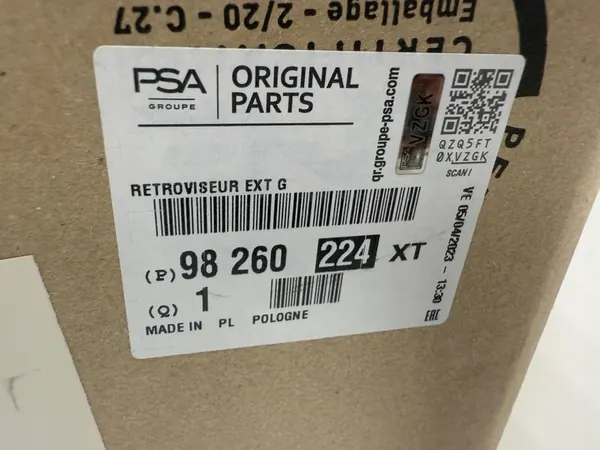 Emballage - 2/20 - C.27
PSA
GROUPE
ORIGINAL
PARTS
qr.groupe-psa.com
PSA VZGK
QZQ5FT
0XVZGK
SCAN!
RETROVISEUR EXT G
(P) 98 260 224 XT
(Q) 1
MADE IN PL POLOGNE
VE 05/04/2023 - 13:30
EAC